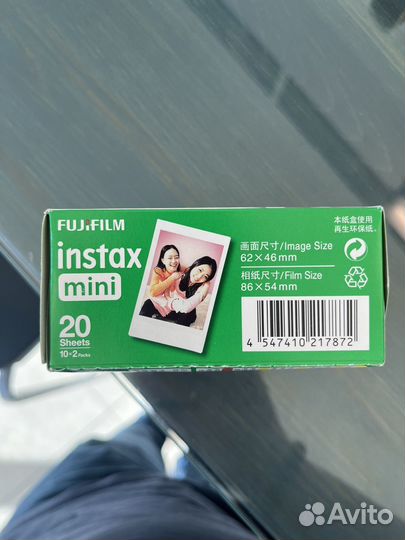 FUJIFILM
instax
mini
20
Sheets
10×2 Packs
画面尺寸/Image Size
62×46mm
相纸尺寸/Film Size
86×54mm
本纸盒使用
再生环保纸。
4 547410 217872
Avito